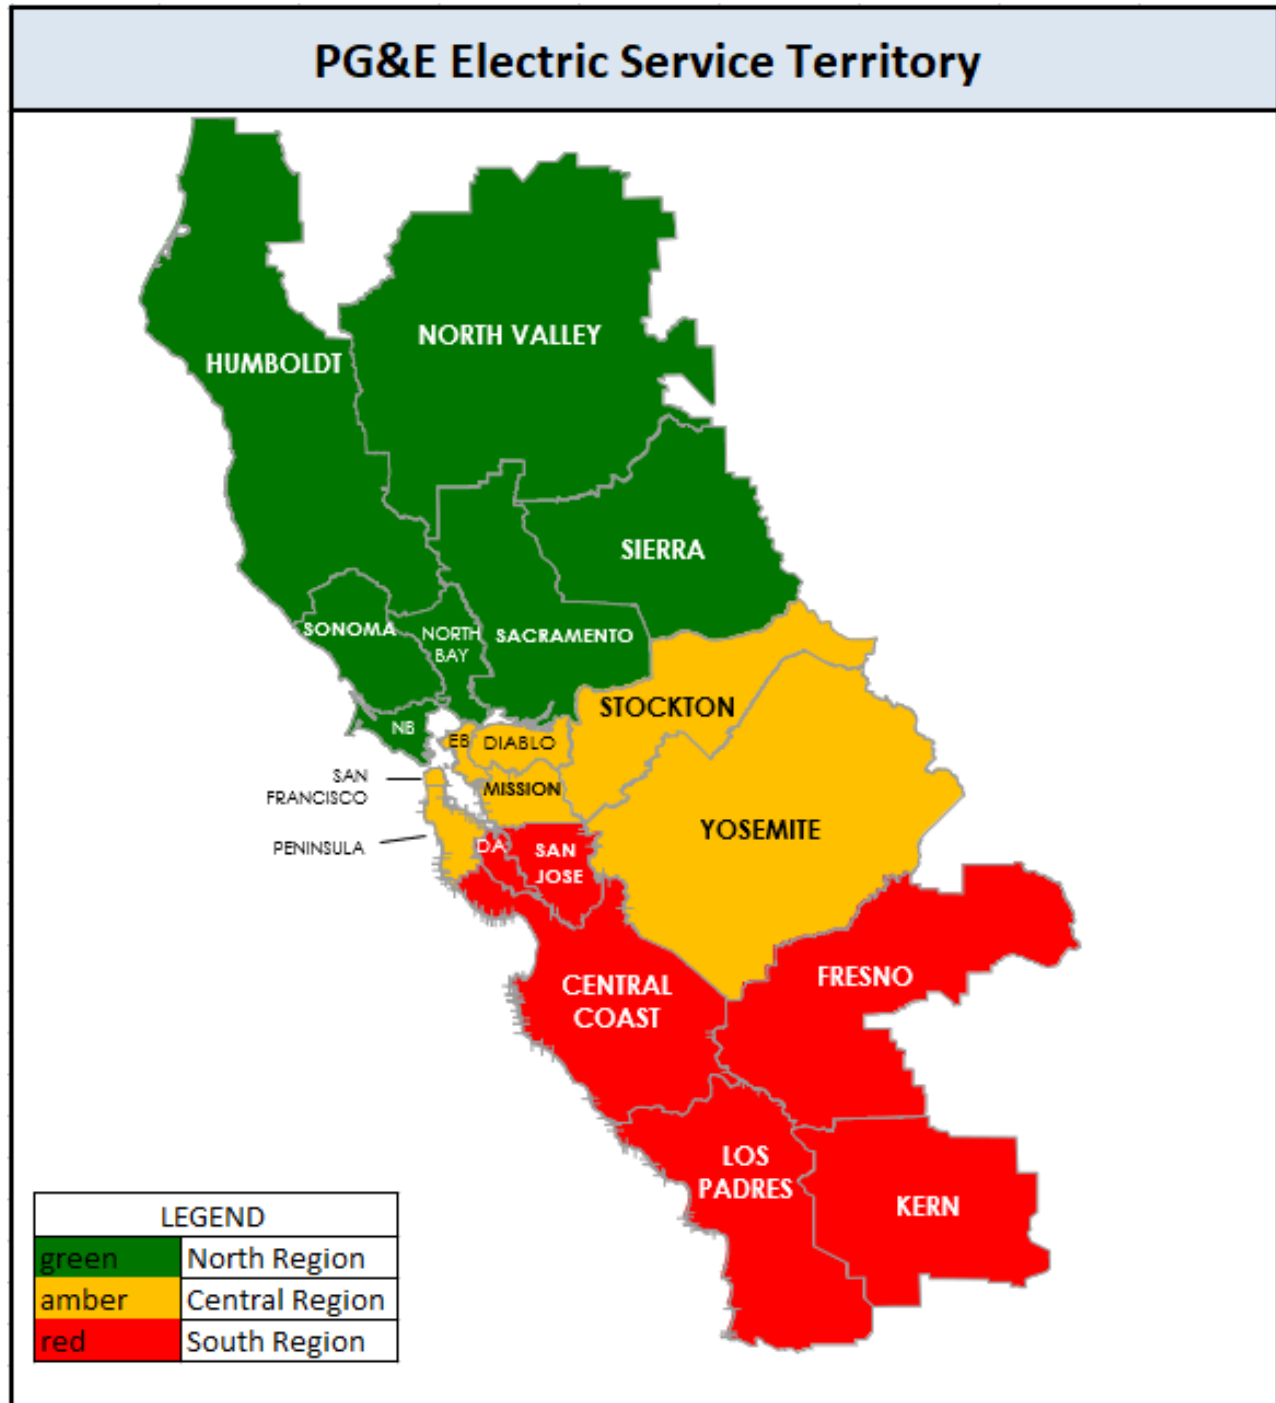 PG&E Electric Service Territory
NORTH VALLEY
HUMBOLDT
SIERRA
SONOMA
NORTH
BAY
SACRAMENTO
STOCKTON
NB
EB
DIABLO
SAN
FRANCISCO
MISSION
YOSEMITE
PENINSULA
DA
SAN
JOSE
FRESNO
CENTRAL
COAST
LOS
PADRES
KERN
LEGEND
green North Region
amber Central Region
red South Region